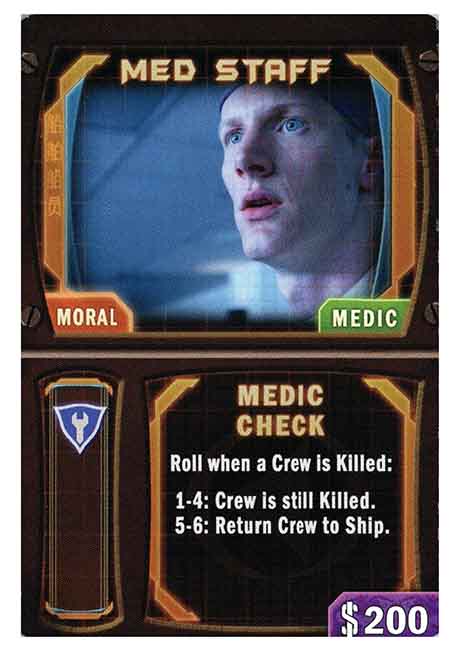 MED STAFF
MORAL
MEDIC
MEDIC
CHECK
Roll when a Crew is Killed:
1-4: Crew is still Killed.
5-6: Return Crew to Ship.
$200